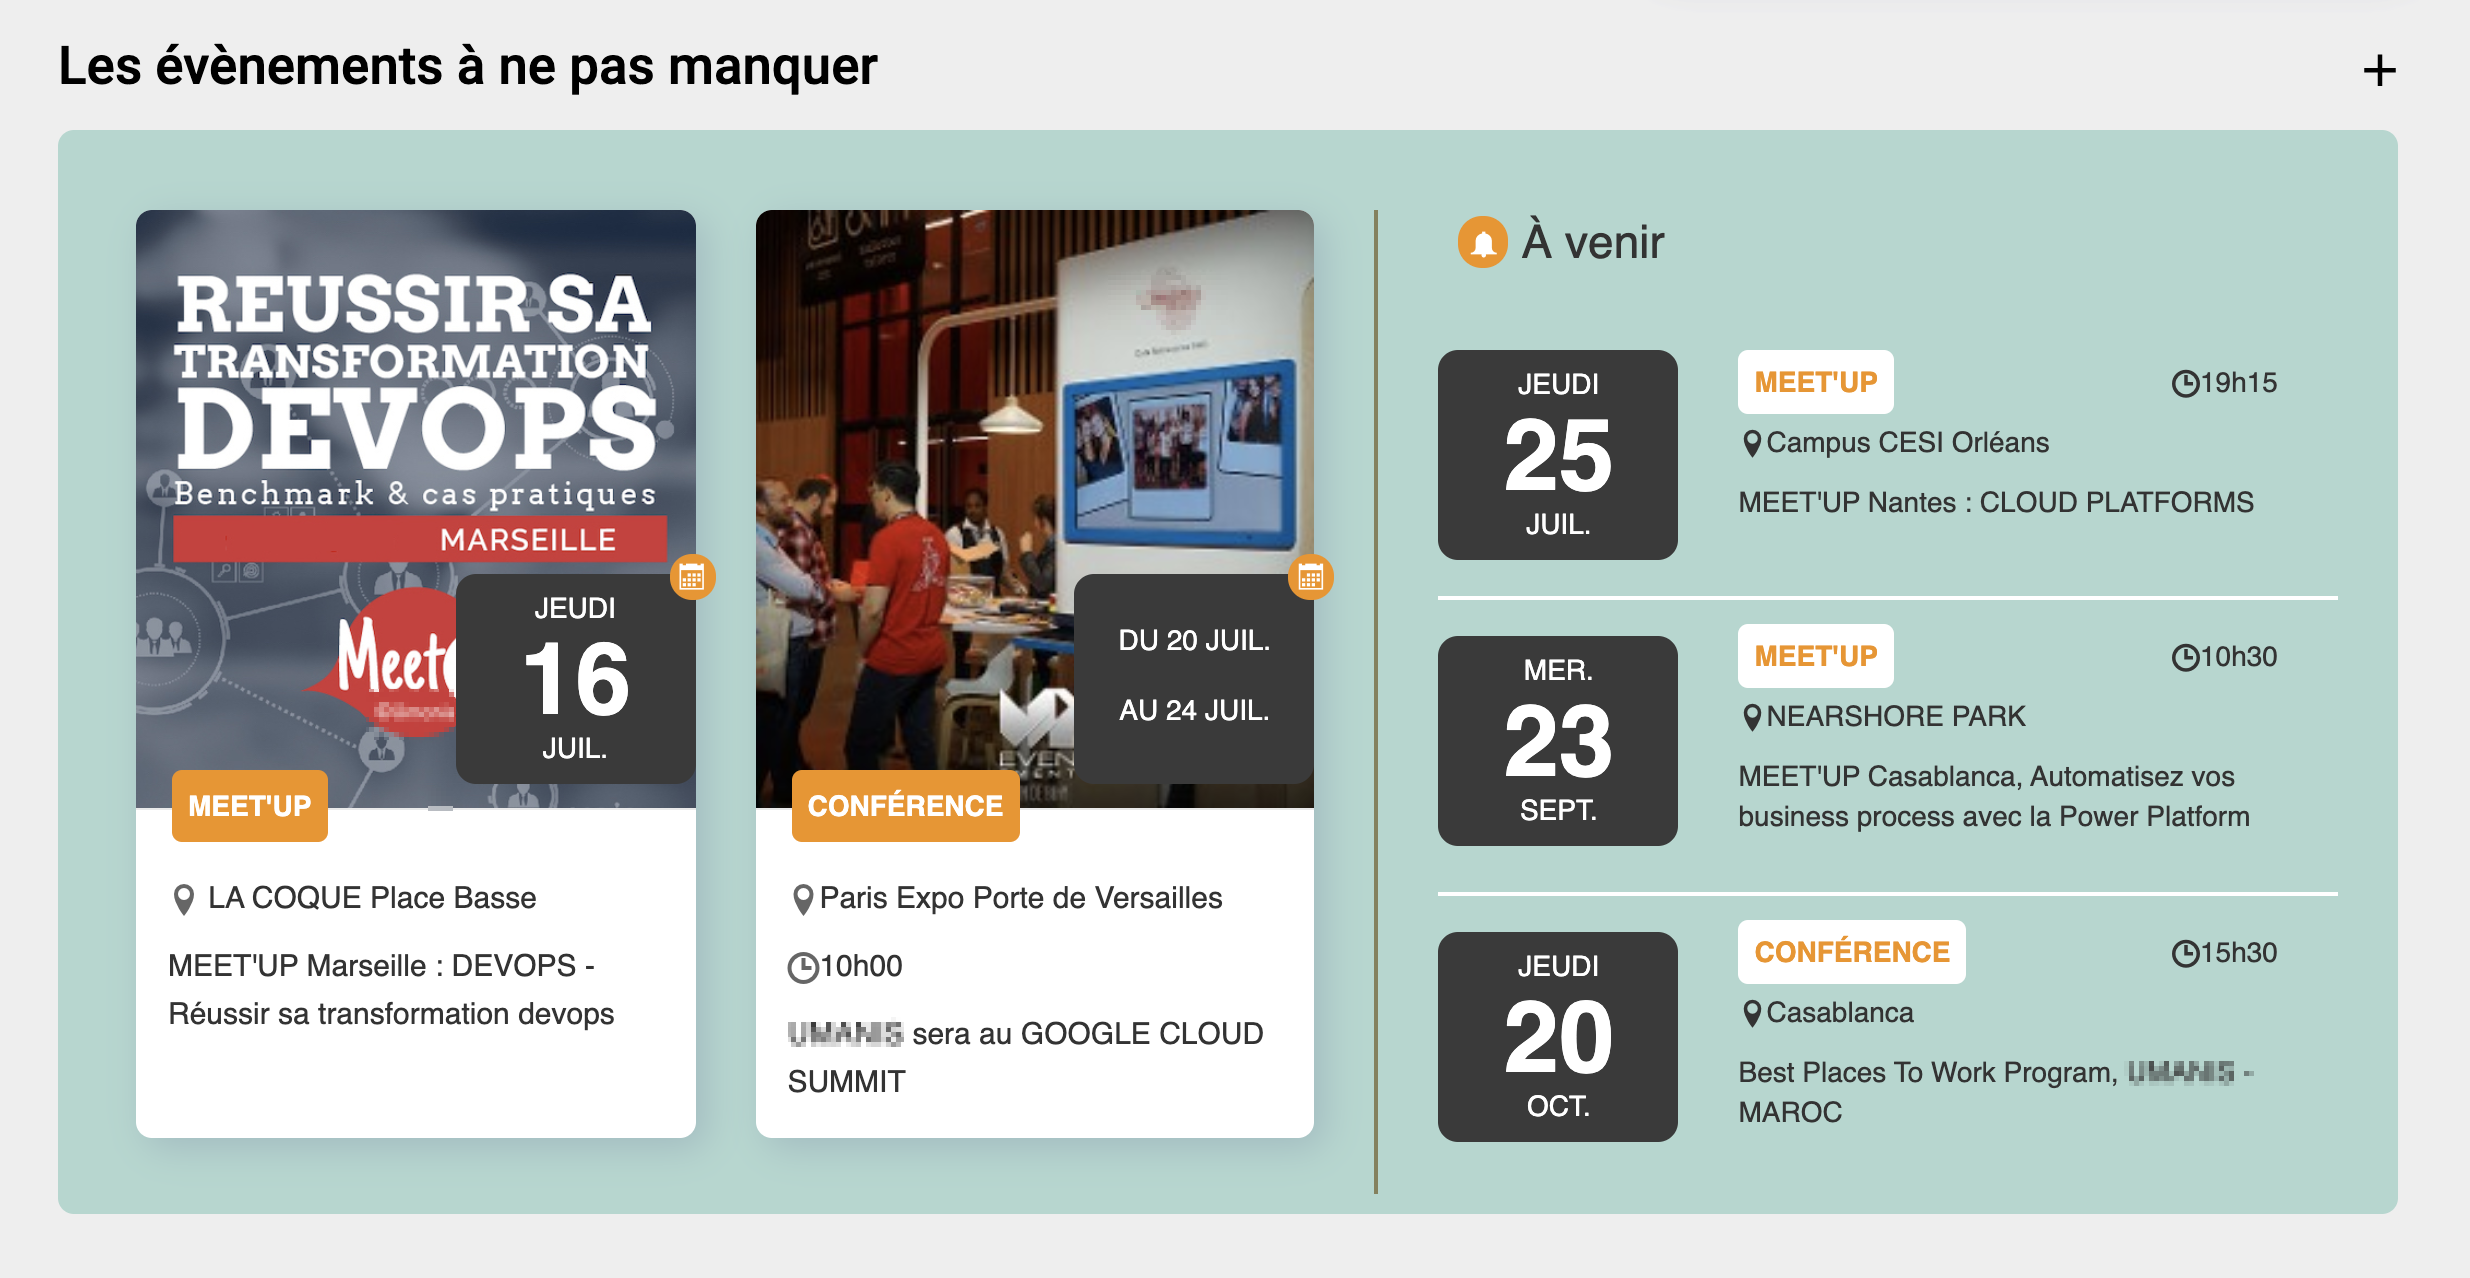 Les évènements à ne pas manquer
+
REUSSIR SA
TRANSFORMATION
DEVOPS
Benchmark & cas pratiques
MARSEILLE
JEUDI
16
JUIL.
MEET'UP
LA COQUE Place Basse
MEET'UP Marseille : DEVOPS -
Réussir sa transformation devops
DU 20 JUIL.
AU 24 JUIL.
CONFÉRENCE
Paris Expo Porte de Versailles
10h00
sera au GOOGLE CLOUD
SUMMIT
À venir
JEUDI
25
JUIL.
MEET'UP
19h15
Campus CESI Orléans
MEET'UP Nantes : CLOUD PLATFORMS
MER.
23
SEPT.
MEET'UP
10h30
NEARSHORE PARK
MEET'UP Casablanca, Automatisez vos
business process avec la Power Platform
JEUDI
20
OCT.
CONFÉRENCE
15h30
Casablanca
Best Places To Work Program, -
MAROC